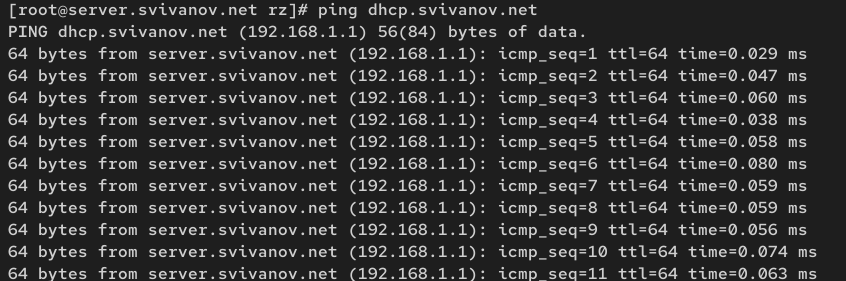 [root@server.svivanov.net rz]# ping dhcp.svivanov.net
PING dhcp.svivanov.net (192.168.1.1) 56(84) bytes of data.
64 bytes from server.svivanov.net (192.168.1.1): icmp_seq=1 ttl=64 time=0.029 ms
64 bytes from server.svivanov.net (192.168.1.1): icmp_seq=2 ttl=64 time=0.047 ms
64 bytes from server.svivanov.net (192.168.1.1): icmp_seq=3 ttl=64 time=0.060 ms
64 bytes from server.svivanov.net (192.168.1.1): icmp_seq=4 ttl=64 time=0.038 ms
64 bytes from server.svivanov.net (192.168.1.1): icmp_seq=5 ttl=64 time=0.058 ms
64 bytes from server.svivanov.net (192.168.1.1): icmp_seq=6 ttl=64 time=0.080 ms
64 bytes from server.svivanov.net (192.168.1.1): icmp_seq=7 ttl=64 time=0.059 ms
64 bytes from server.svivanov.net (192.168.1.1): icmp_seq=8 ttl=64 time=0.059 ms
64 bytes from server.svivanov.net (192.168.1.1): icmp_seq=9 ttl=64 time=0.056 ms
64 bytes from server.svivanov.net (192.168.1.1): icmp_seq=10 ttl=64 time=0.074 ms
64 bytes from server.svivanov.net (192.168.1.1): icmp_seq=11 ttl=64 time=0.063 ms